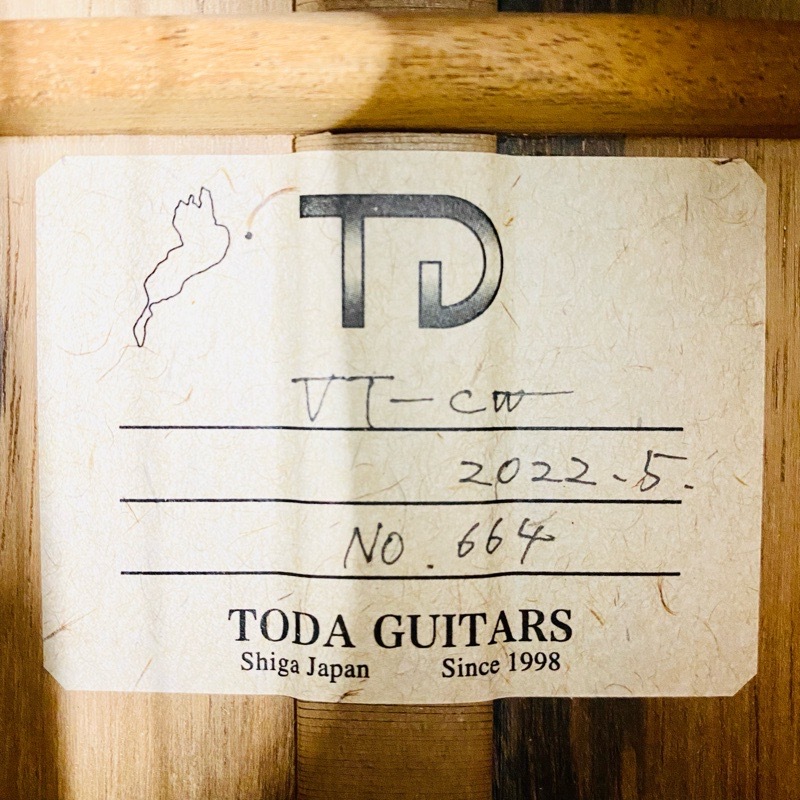 TD
VT-CW
2022.5.
NO. 664
TODA GUITARS
Shiga Japan Since 1998